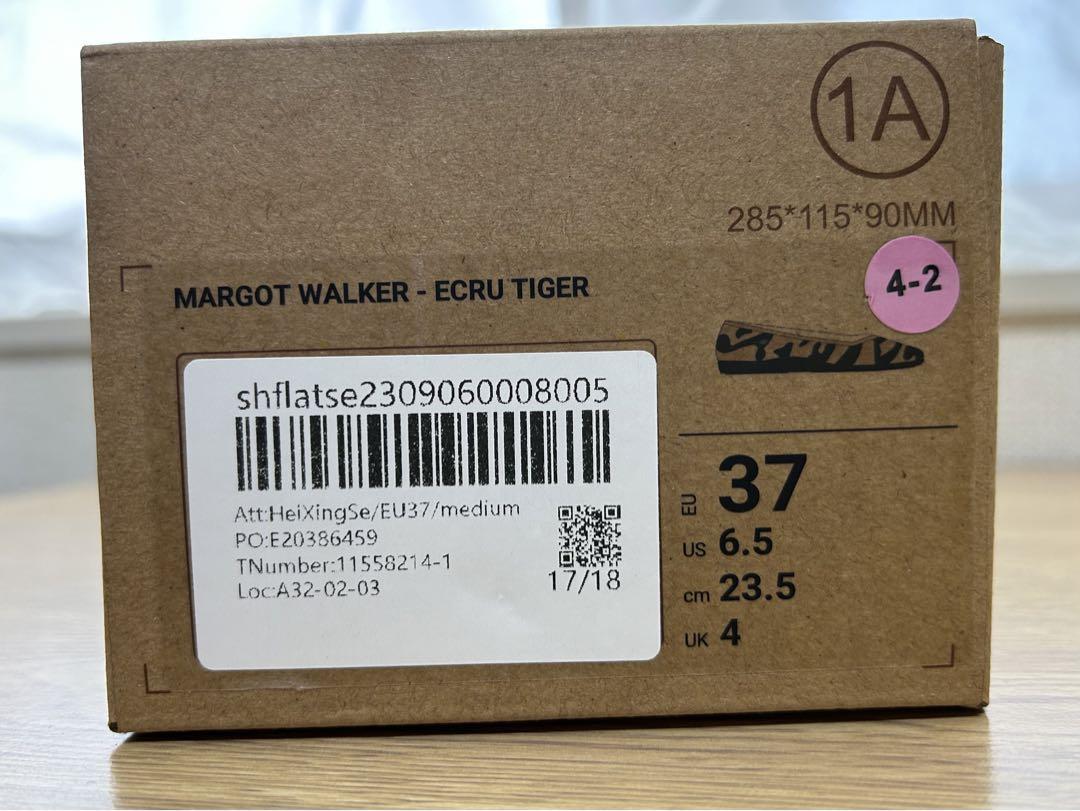 1A
285*115*90MM
4-2
MARGOT WALKER - ECRU TIGER
shflatse2309060008005
Att:HeiXingSe/EU37/medium
PO:E20386459
TNumber:11558214-1
Loc:A32-02-03
17/18
EU 37
US 6.5
cm 23.5
UK 4